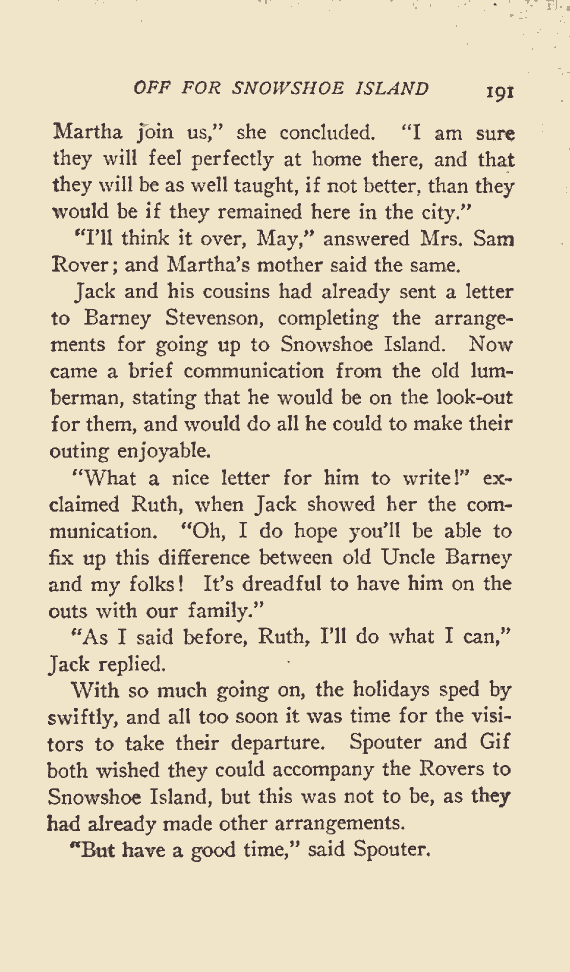 OFF FOR SNOWSHOE ISLAND 191
Martha join us,” she concluded. “I am sure
they will feel perfectly at home there, and that
they will be as well taught, if not better, than they
would be if they remained here in the city.”
“I’ll think it over, May,” answered Mrs. Sam
Rover; and Martha’s mother said the same.
Jack and his cousins had already sent a letter
to Barney Stevenson, completing the arrange-
ments for going up to Snowshoe Island. Now
came a brief communication from the old lum-
berman, stating that he would be on the look-out
for them, and would do all he could to make their
outing enjoyable.
“What a nice letter for him to write!” ex-
claimed Ruth, when Jack showed her the com-
munication. “Oh, I do hope you’ll be able to
fix up this difference between old Uncle Barney
and my folks! It’s dreadful to have him on the
outs with our family.”
“As I said before, Ruth, I’ll do what I can,”
Jack replied.
With so much going on, the holidays sped by
swiftly, and all too soon it was time for the visi-
tors to take their departure. Spouter and Gif
both wished they could accompany the Rovers to
Snowshoe Island, but this was not to be, as they
had already made other arrangements.
“But have a good time,” said Spouter.